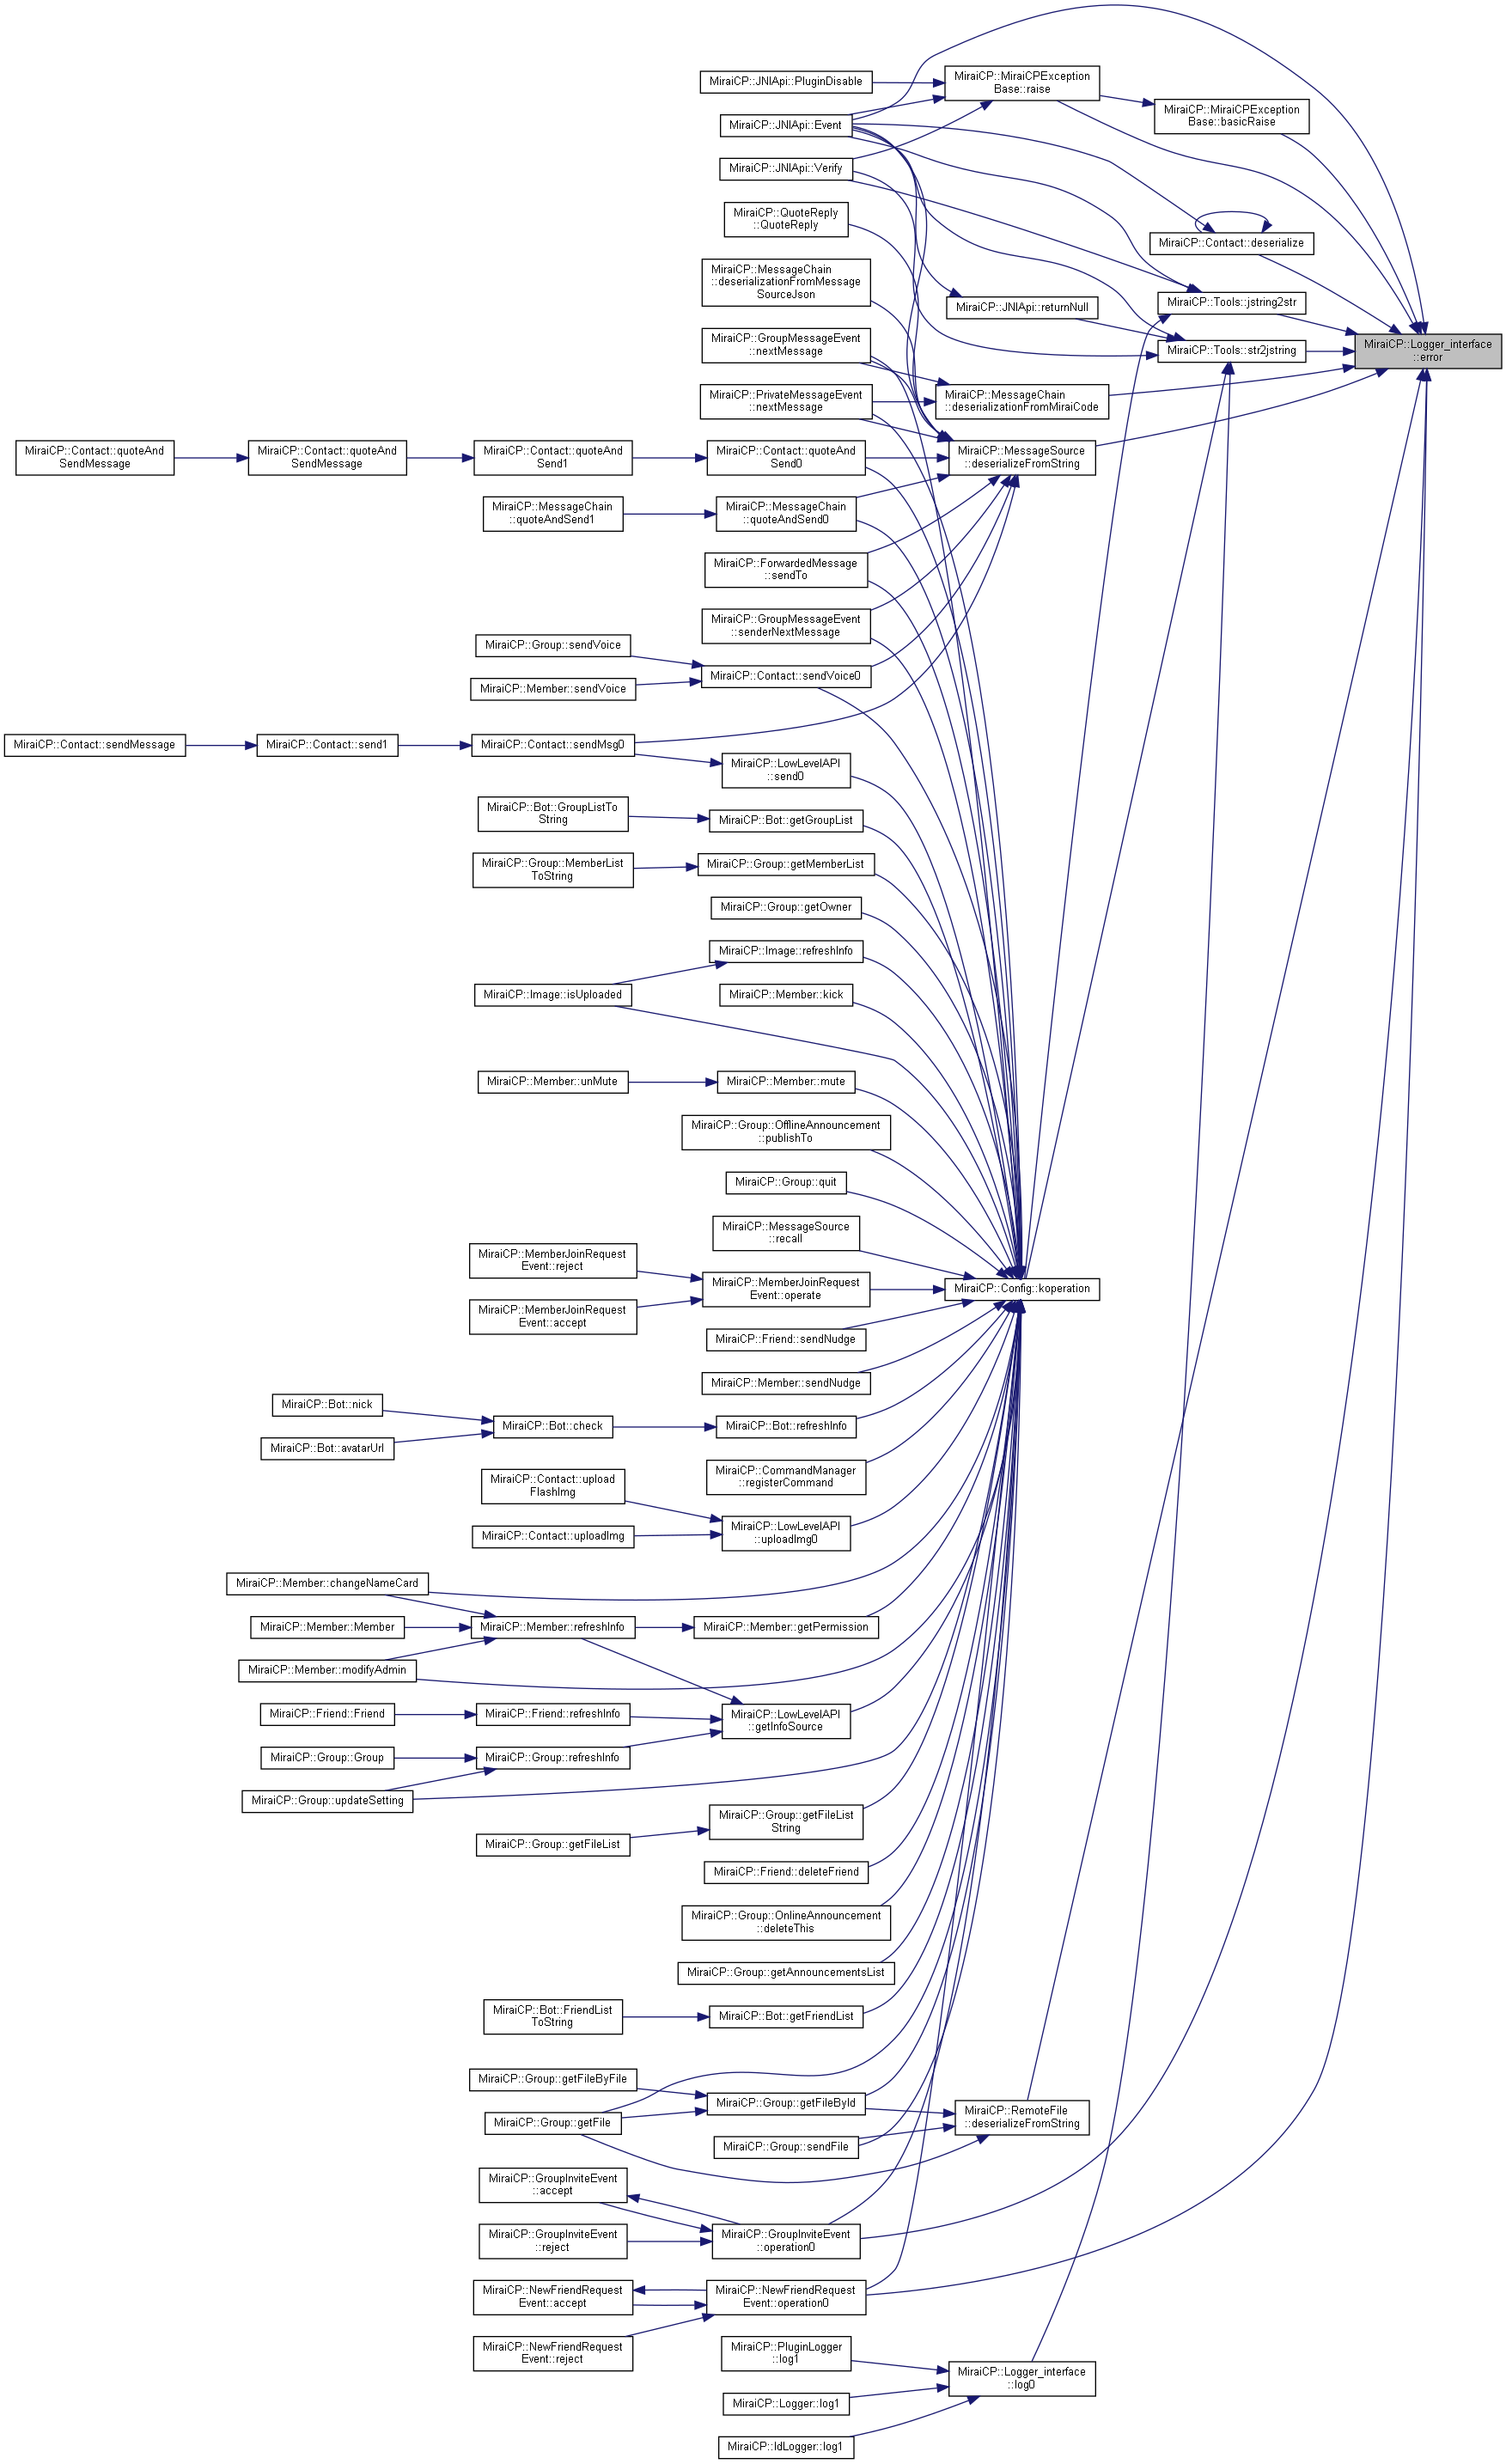 MiraiCP::JNIApi::PluginDisable
MiraiCP::MiraiCPException
Base::raise
MiraiCP::MiraiCPException
Base::basicRaise
MiraiCP::JNIApi::Event
MiraiCP::JNIApi::Verify
MiraiCP::QuoteReply
::QuoteReply
MiraiCP::Contact::deserialize
MiraiCP::MessageChain
::deserializationFromMessage
SourceJson
MiraiCP::JNIApi::returnNull
MiraiCP::Tools::jstring2str
MiraiCP::GroupMessageEvent
::nextMessage
MiraiCP::Tools::str2jstring
MiraiCP::Logger_interface
::error
MiraiCP::PrivateMessageEvent
::nextMessage
MiraiCP::MessageChain
::deserializationFromMiraiCode
MiraiCP::Contact::quoteAnd
SendMessage
MiraiCP::Contact::quoteAnd
SendMessage
MiraiCP::Contact::quoteAnd
Send1
MiraiCP::Contact::quoteAnd
Send0
MiraiCP::MessageSource
::deserializeFromString
MiraiCP::MessageChain
::quoteAndSend1
MiraiCP::MessageChain
::quoteAndSend0
MiraiCP::ForwardedMessage
::sendTo
MiraiCP::GroupMessageEvent
::senderNextMessage
MiraiCP::Group::sendVoice
MiraiCP::Member::sendVoice
MiraiCP::Contact::sendVoice0
MiraiCP::Contact::sendMessage
MiraiCP::Contact::send1
MiraiCP::Contact::sendMsg0
MiraiCP::LowLevelAPI
::send0
MiraiCP::Bot::GroupListTo
String
MiraiCP::Bot::getGroupList
MiraiCP::Group::MemberList
ToString
MiraiCP::Group::getMemberList
MiraiCP::Group::getOwner
MiraiCP::Image::refreshInfo
MiraiCP::Image::isUploaded
MiraiCP::Member::kick
MiraiCP::Member::unMute
MiraiCP::Member::mute
MiraiCP::Group::OfflineAnnouncement
::publishTo
MiraiCP::Group::quit
MiraiCP::MessageSource
::recall
MiraiCP::MemberJoinRequest
Event::reject
MiraiCP::MemberJoinRequest
Event::accept
MiraiCP::MemberJoinRequest
Event::operate
MiraiCP::Config::koperation
MiraiCP::Friend::sendNudge
MiraiCP::Member::sendNudge
MiraiCP::Bot::nick
MiraiCP::Bot::avatarUrl
MiraiCP::Bot::check
MiraiCP::Bot::refreshInfo
MiraiCP::CommandManager
::registerCommand
MiraiCP::Contact::upload
FlashImg
MiraiCP::Contact::uploadImg
MiraiCP::LowLevelAPI
::uploadImg0
MiraiCP::Member::changeNameCard
MiraiCP::Member::Member
MiraiCP::Member::refreshInfo
MiraiCP::Member::getPermission
MiraiCP::Member::modifyAdmin
MiraiCP::Friend::Friend
MiraiCP::Friend::refreshInfo
MiraiCP::LowLevelAPI
::getInfoSource
MiraiCP::Group::Group
MiraiCP::Group::refreshInfo
MiraiCP::Group::updateSetting
MiraiCP::Group::getFileList
String
MiraiCP::Group::getFileList
MiraiCP::Friend::deleteFriend
MiraiCP::Group::OnlineAnnouncement
::deleteThis
MiraiCP::Group::getAnnouncementsList
MiraiCP::Bot::FriendList
ToString
MiraiCP::Bot::getFriendList
MiraiCP::Group::getFileByFile
MiraiCP::Group::getFile
MiraiCP::Group::getFileById
MiraiCP::RemoteFile
::deserializeFromString
MiraiCP::Group::sendFile
MiraiCP::GroupInviteEvent
::accept
MiraiCP::GroupInviteEvent
::reject
MiraiCP::GroupInviteEvent
::operation0
MiraiCP::NewFriendRequest
Event::accept
MiraiCP::NewFriendRequest
Event::operation0
MiraiCP::NewFriendRequest
Event::reject
MiraiCP::PluginLogger
::log1
MiraiCP::Logger_interface
::log0
MiraiCP::Logger::log1
MiraiCP::IdLogger::log1